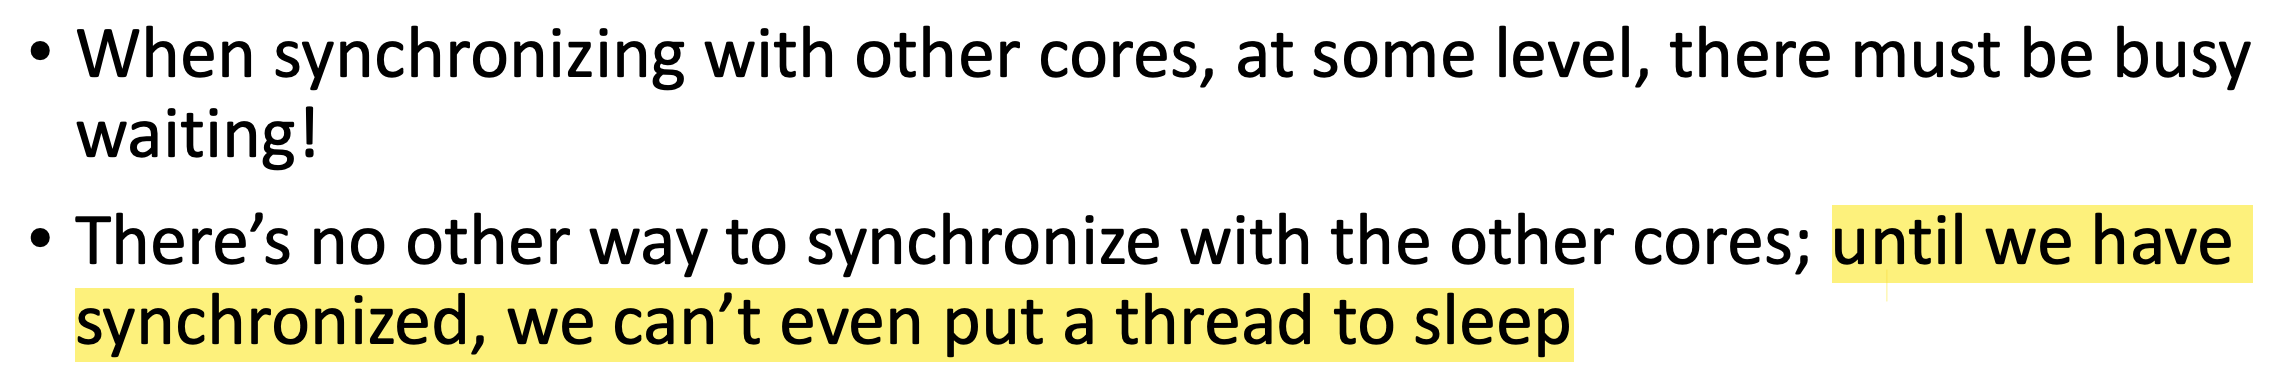 • When synchronizing with other cores, at some level, there must be busy
waiting!
• There’s no other way to synchronize with the other cores; until we have
synchronized, we can’t even put a thread to sleep